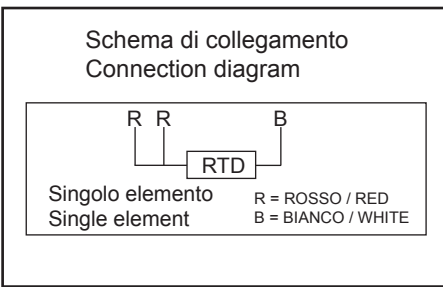 Schema di collegamento
Connection diagram
R R B
RTD
Singolo elemento
Single element
R = ROSSO / RED
B = BIANCO / WHITE